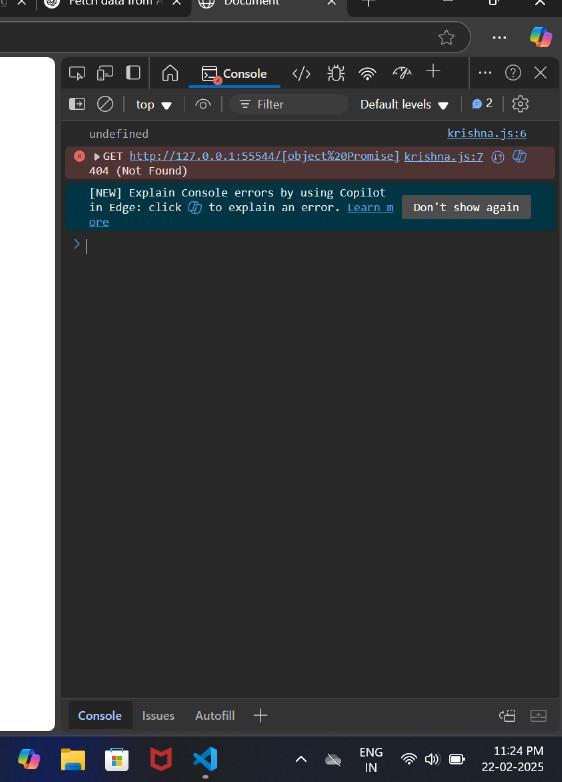 Fetch data from A
Document
Console
top
Filter
Default levels
2
undefined
krishna.js:6
GET http://127.0.0.1:55544/[object%20Promise] krishna.js:7
404 (Not Found)
[NEW] Explain Console errors by using Copilot
in Edge: click to explain an error. Learn m
ore
Don't show again
Console
Issues
Autofill
ENG
IN
11:24 PM
22-02-2025